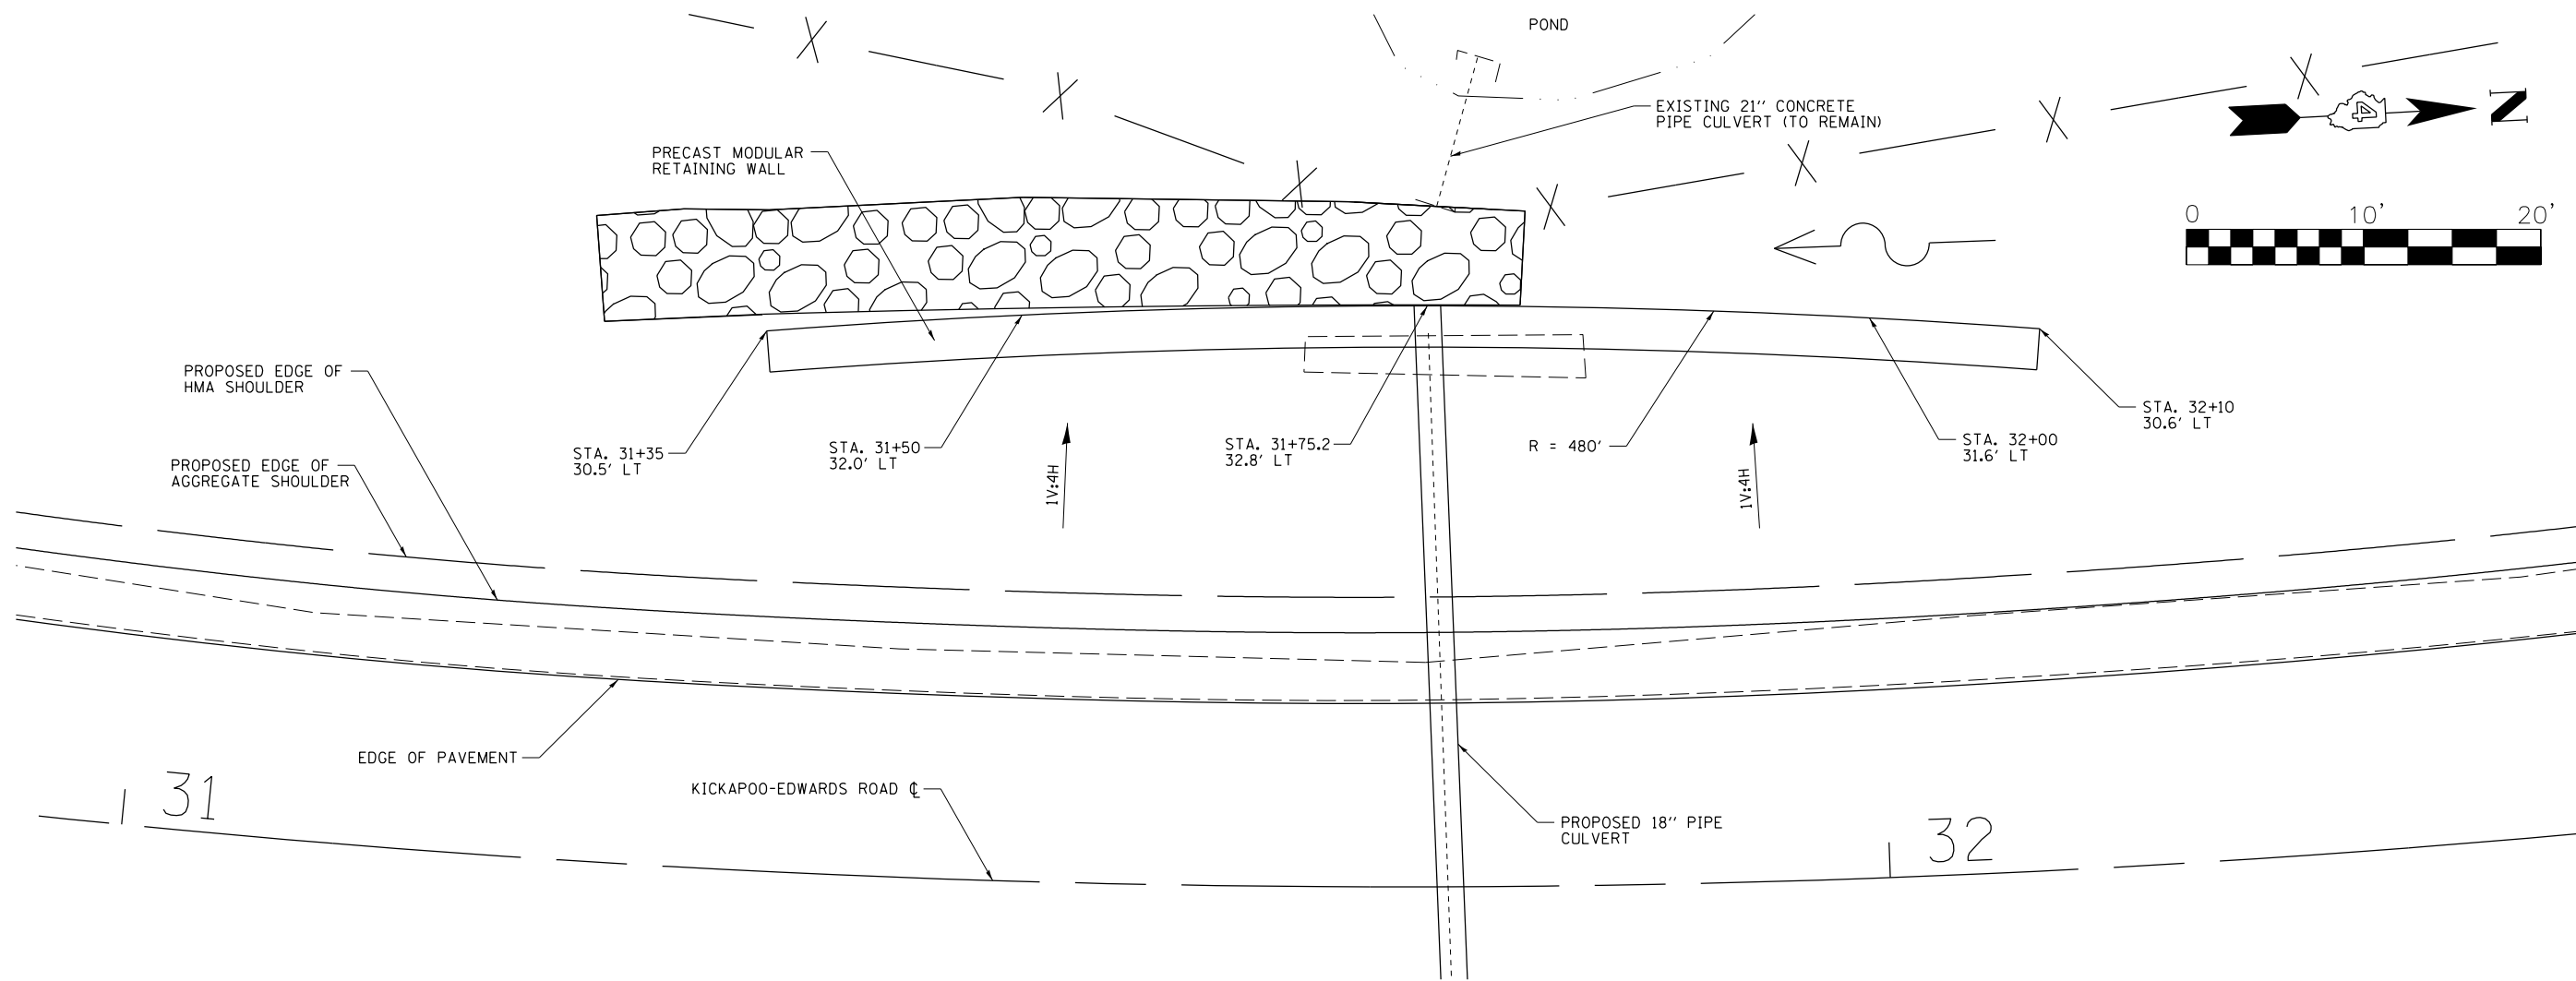 POND
EXISTING 21'' CONCRETE
PIPE CULVERT (TO REMAIN)
4
N
PRECAST MODULAR
RETAINING WALL
0 10' 20'
PROPOSED EDGE OF
HMA SHOULDER
STA. 32+10
30.6' LT
STA. 31+35
30.5' LT
STA. 31+50
32.0' LT
1V:4H
STA. 31+75.2
32.8' LT
R = 480'
1V:4H
STA. 32+00
31.6' LT
PROPOSED EDGE OF
AGGREGATE SHOULDER
EDGE OF PAVEMENT
31
KICKAPOO-EDWARDS ROAD ℄
PROPOSED 18'' PIPE
CULVERT
32